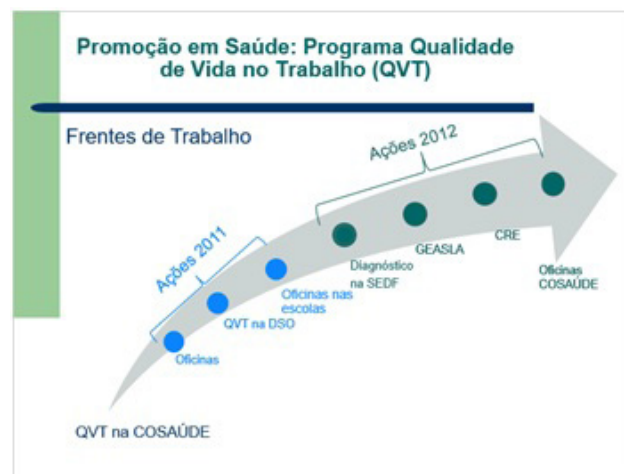 Promoção em Saúde: Programa Qualidade
de Vida no Trabalho (QVT)
Frentes de Trabalho
Ações 2011
Ações 2012
Oficinas
QVT na DSO
Oficinas nas
escolas
Diagnóstico
na SEDF
GEASLA
CRE
Oficinas
COSAÚDE
QVT na COSAÚDE